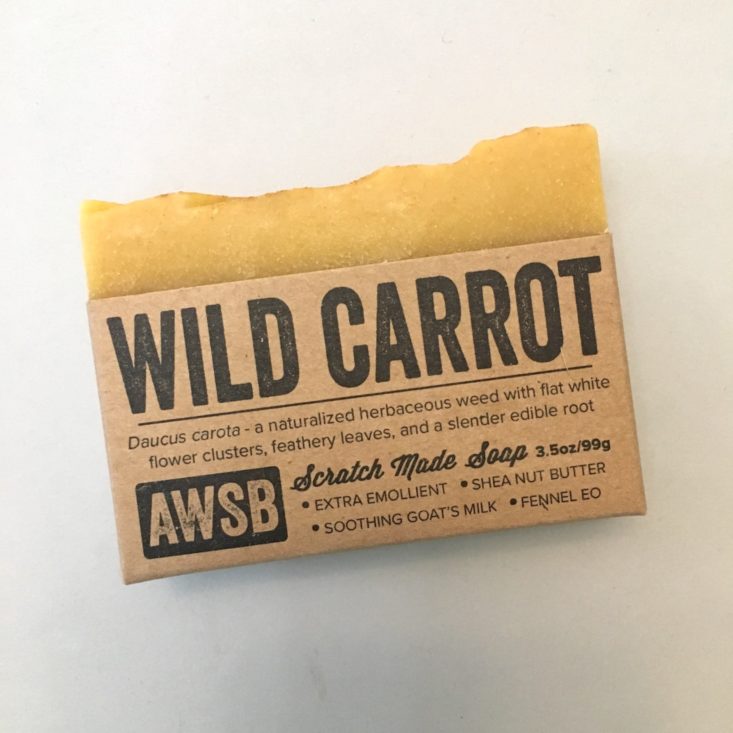 WILD CARROT
Daucus carota - a naturalized herbaceous weed with flat white
flower clusters, feathery leaves, and a slender edible root
AWSB
Scratch Made Soap 3.5oz/99g
• EXTRA EMOLLIENT • SHEA NUT BUTTER
• SOOTHING GOAT'S MILK • FENNEL EO